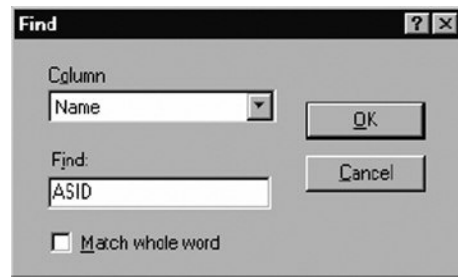 Find
Column
Name
OK
Find:
ASID
Cancel
Match whole word